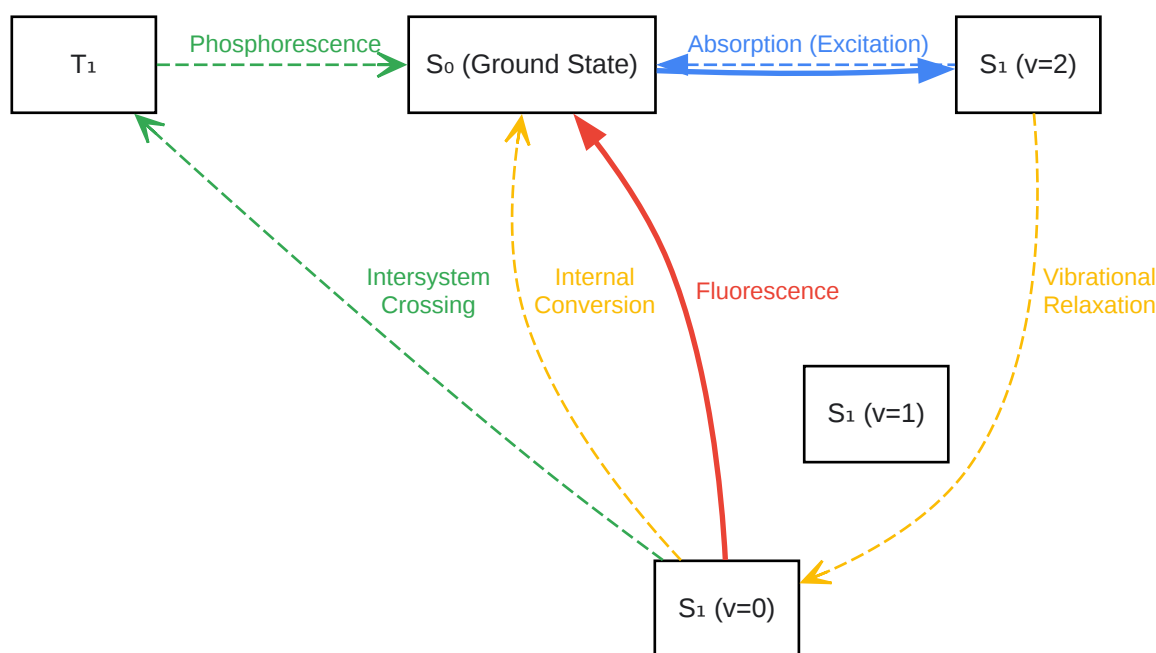 Phosphorescence
Absorption (Excitation)
T₁
S₀ (Ground State)
S₁ (v=2)
Intersystem
Crossing
Internal
Conversion
Fluorescence
Vibrational
Relaxation
S₁ (v=1)
S₁ (v=0)